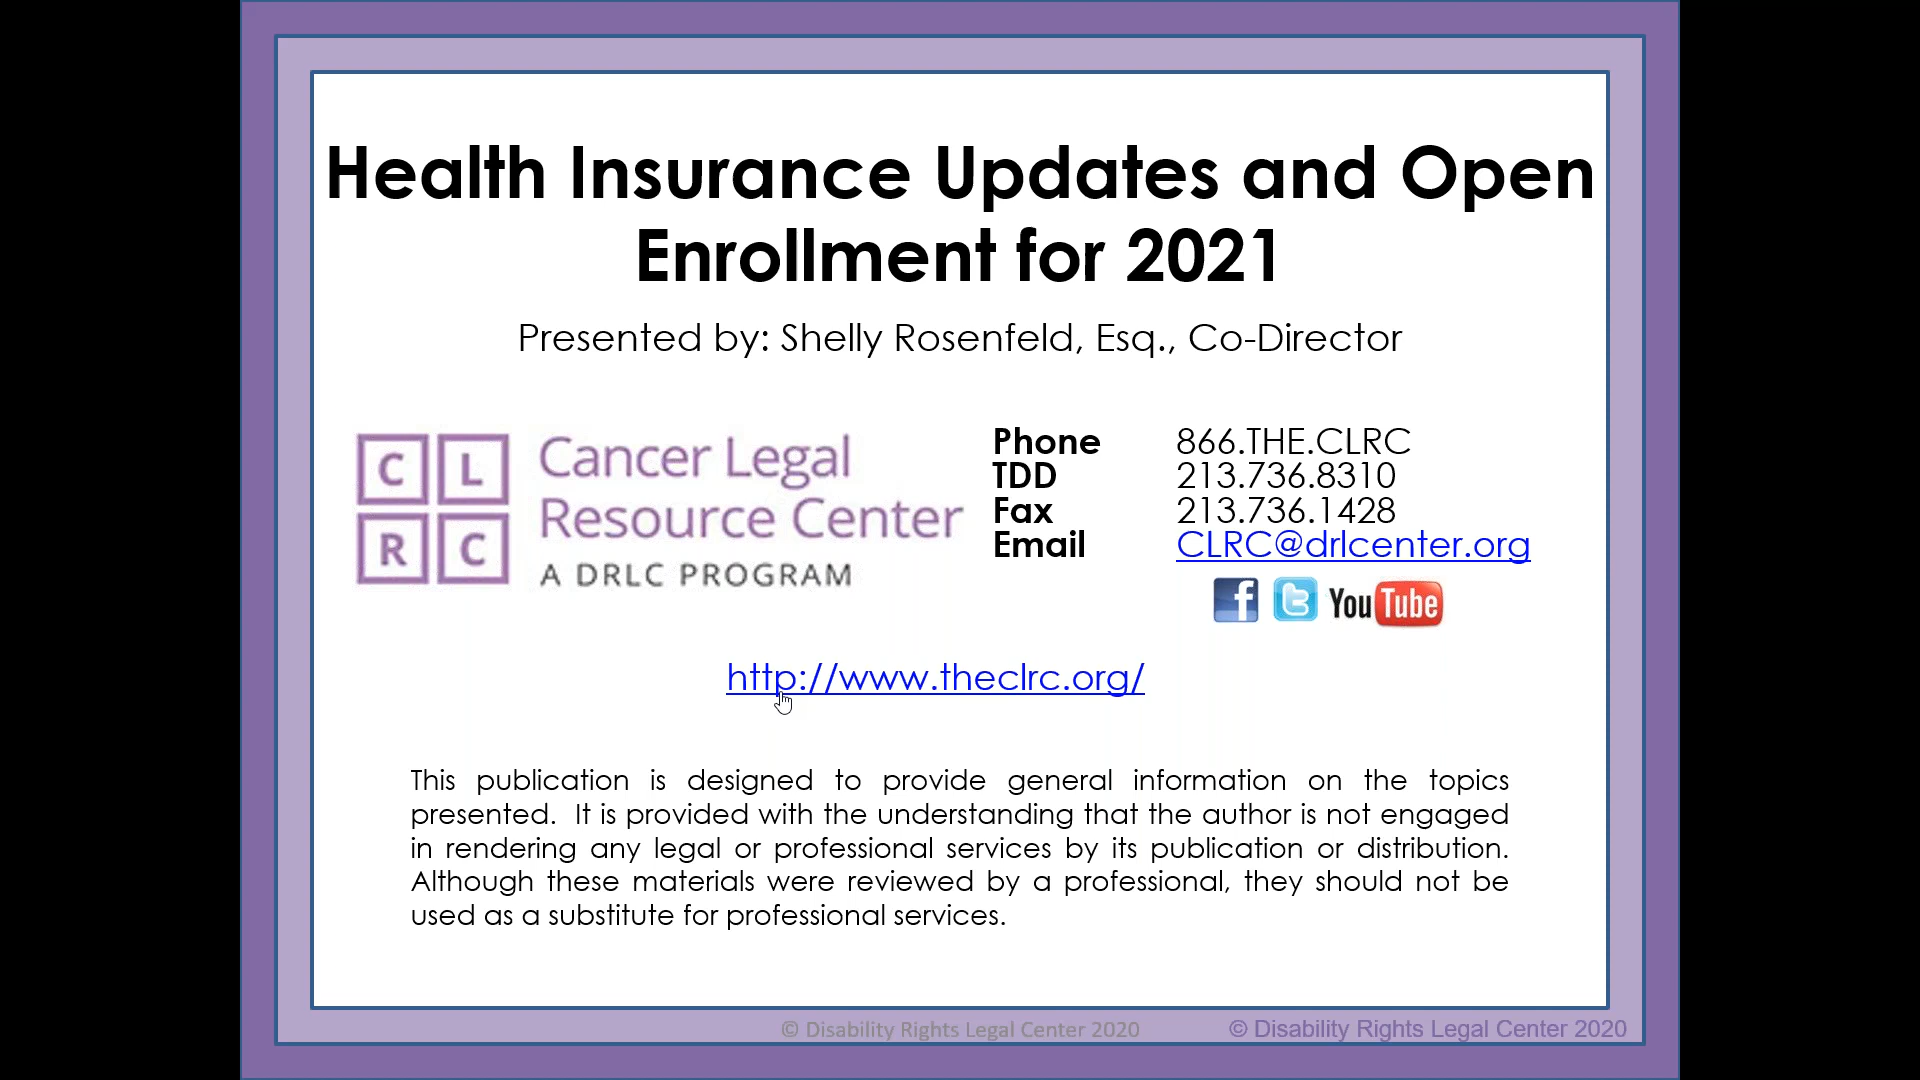 Health Insurance Updates and Open
Enrollment for 2021
Presented by: Shelly Rosenfeld, Esq., Co-Director
C L
R C
Cancer Legal
Resource Center
A DRLC PROGRAM
Phone 866.THE.CLRC
TDD 213.736.8310
Fax 213.736.1428
Email CLRC@drlcenter.org
f t You Tube
http://www.theclrc.org/
This publication is designed to provide general information on the topics
presented. It is provided with the understanding that the author is not engaged
in rendering any legal or professional services by its publication or distribution.
Although these materials were reviewed by a professional, they should not be
used as a substitute for professional services.
© Disability Rights Legal Center 2020 © Disability Rights Legal Center 2020